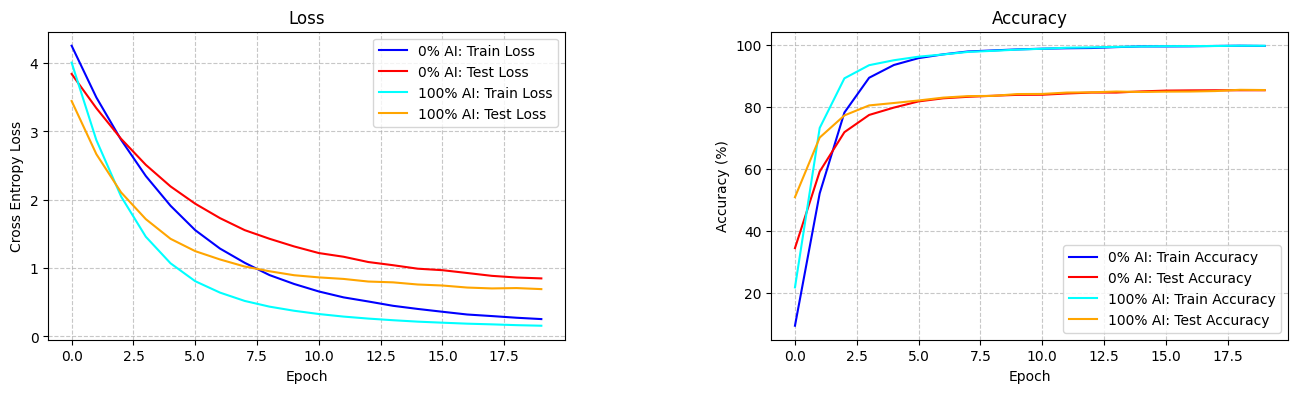 Loss
Cross Entropy Loss
4
3
2
1
0
0% AI: Train Loss
0% AI: Test Loss
100% AI: Train Loss
100% AI: Test Loss
0.0 2.5 5.0 7.5 10.0 12.5 15.0 17.5
Epoch
Accuracy
Accuracy (%)
100
80
60
40
20
0% AI: Train Accuracy
0% AI: Test Accuracy
100% AI: Train Accuracy
100% AI: Test Accuracy
0.0 2.5 5.0 7.5 10.0 12.5 15.0 17.5
Epoch